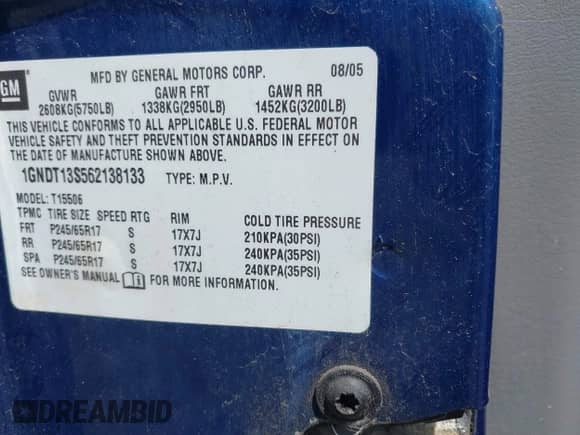 GM
MFD BY GENERAL MOTORS CORP. 08/05
GVWR GAWR FRT GAWR RR
2608KG(5750LB) 1338KG(2950LB) 1452KG(3200LB)
THIS VEHICLE CONFORMS TO ALL APPLICABLE U.S. FEDERAL MOTOR
VEHICLE SAFETY AND THEFT PREVENTION STANDARDS IN EFFECT ON
THE DATE OF MANUFACTURE SHOWN ABOVE.
1GNDT13S562138133 TYPE: M.P.V.
MODEL: T15506
TPMC TIRE SIZE SPEED RTG RIM COLD TIRE PRESSURE
FRT P245/65R17 S 17X7J 210KPA(30PSI)
RR P245/65R17 S 17X7J 240KPA(35PSI)
SPA P245/65R17 S 17X7J 240KPA(35PSI)
SEE OWNER'S MANUAL i FOR MORE INFORMATION.
DREAMBID